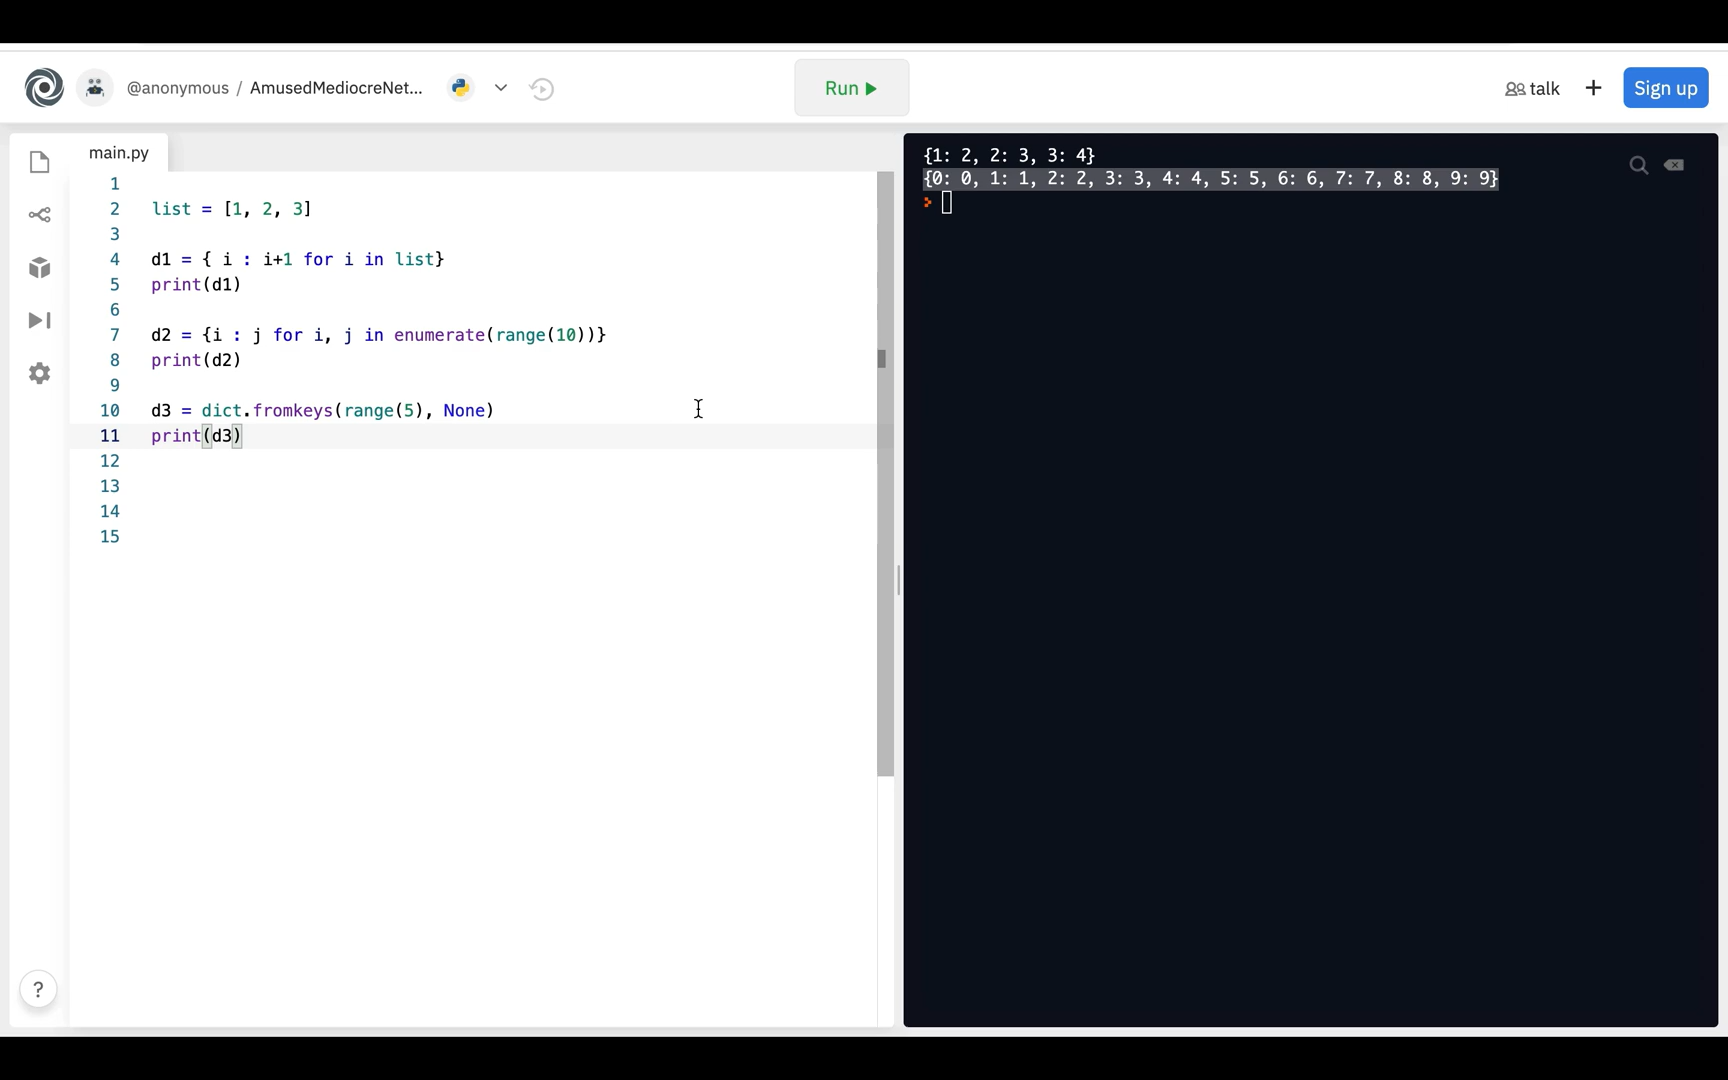 @anonymous / AmusedMediocreNet...
Run
talk
+
Sign up
main.py
1
2 list = [1, 2, 3]
3
4 d1 = { i : i+1 for i in list}
5 print(d1)
6
7 d2 = {i : j for i, j in enumerate(range(10))}
8 print(d2)
9
10 d3 = dict.fromkeys(range(5), None)
11 print(d3)
12
13
14
15
?
{1: 2, 2: 3, 3: 4}
{0: 0, 1: 1, 2: 2, 3: 3, 4: 4, 5: 5, 6: 6, 7: 7, 8: 8, 9: 9}